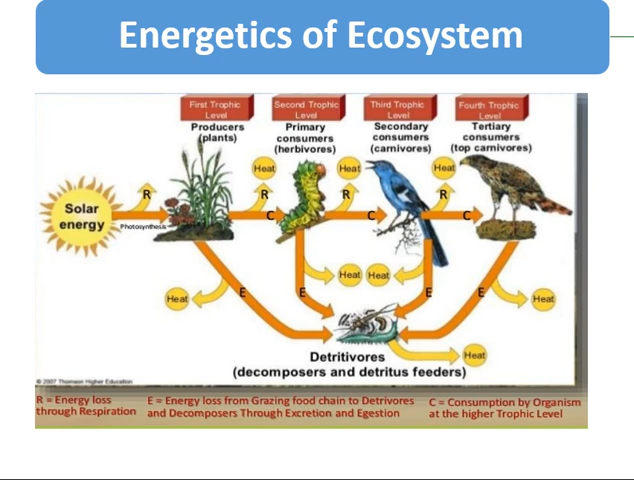 Energetics of Ecosystem
First Trophic
Level
Second Trophic
Level
Third Trophic
Level
Fourth Trophic
Level
Producers
(plants)
Primary
consumers
(herbivores)
Secondary
consumers
(carnivores)
Tertiary
consumers
(top carnivores)
Heat
Heat
Heat
R
R
R
R
Solar
energy
Photosynthesis
C
C
C
Heat
Heat
Heat
Heat
E
E
E
E
Heat
Detritivores
(decomposers and detritus feeders)
© 2007 Thomson Higher Education
R = Energy loss
through Respiration
E = Energy loss from Grazing food chain to Detrivores
and Decomposers Through Excretion and Egestion
C = Consumption by Organism
at the higher Trophic Level